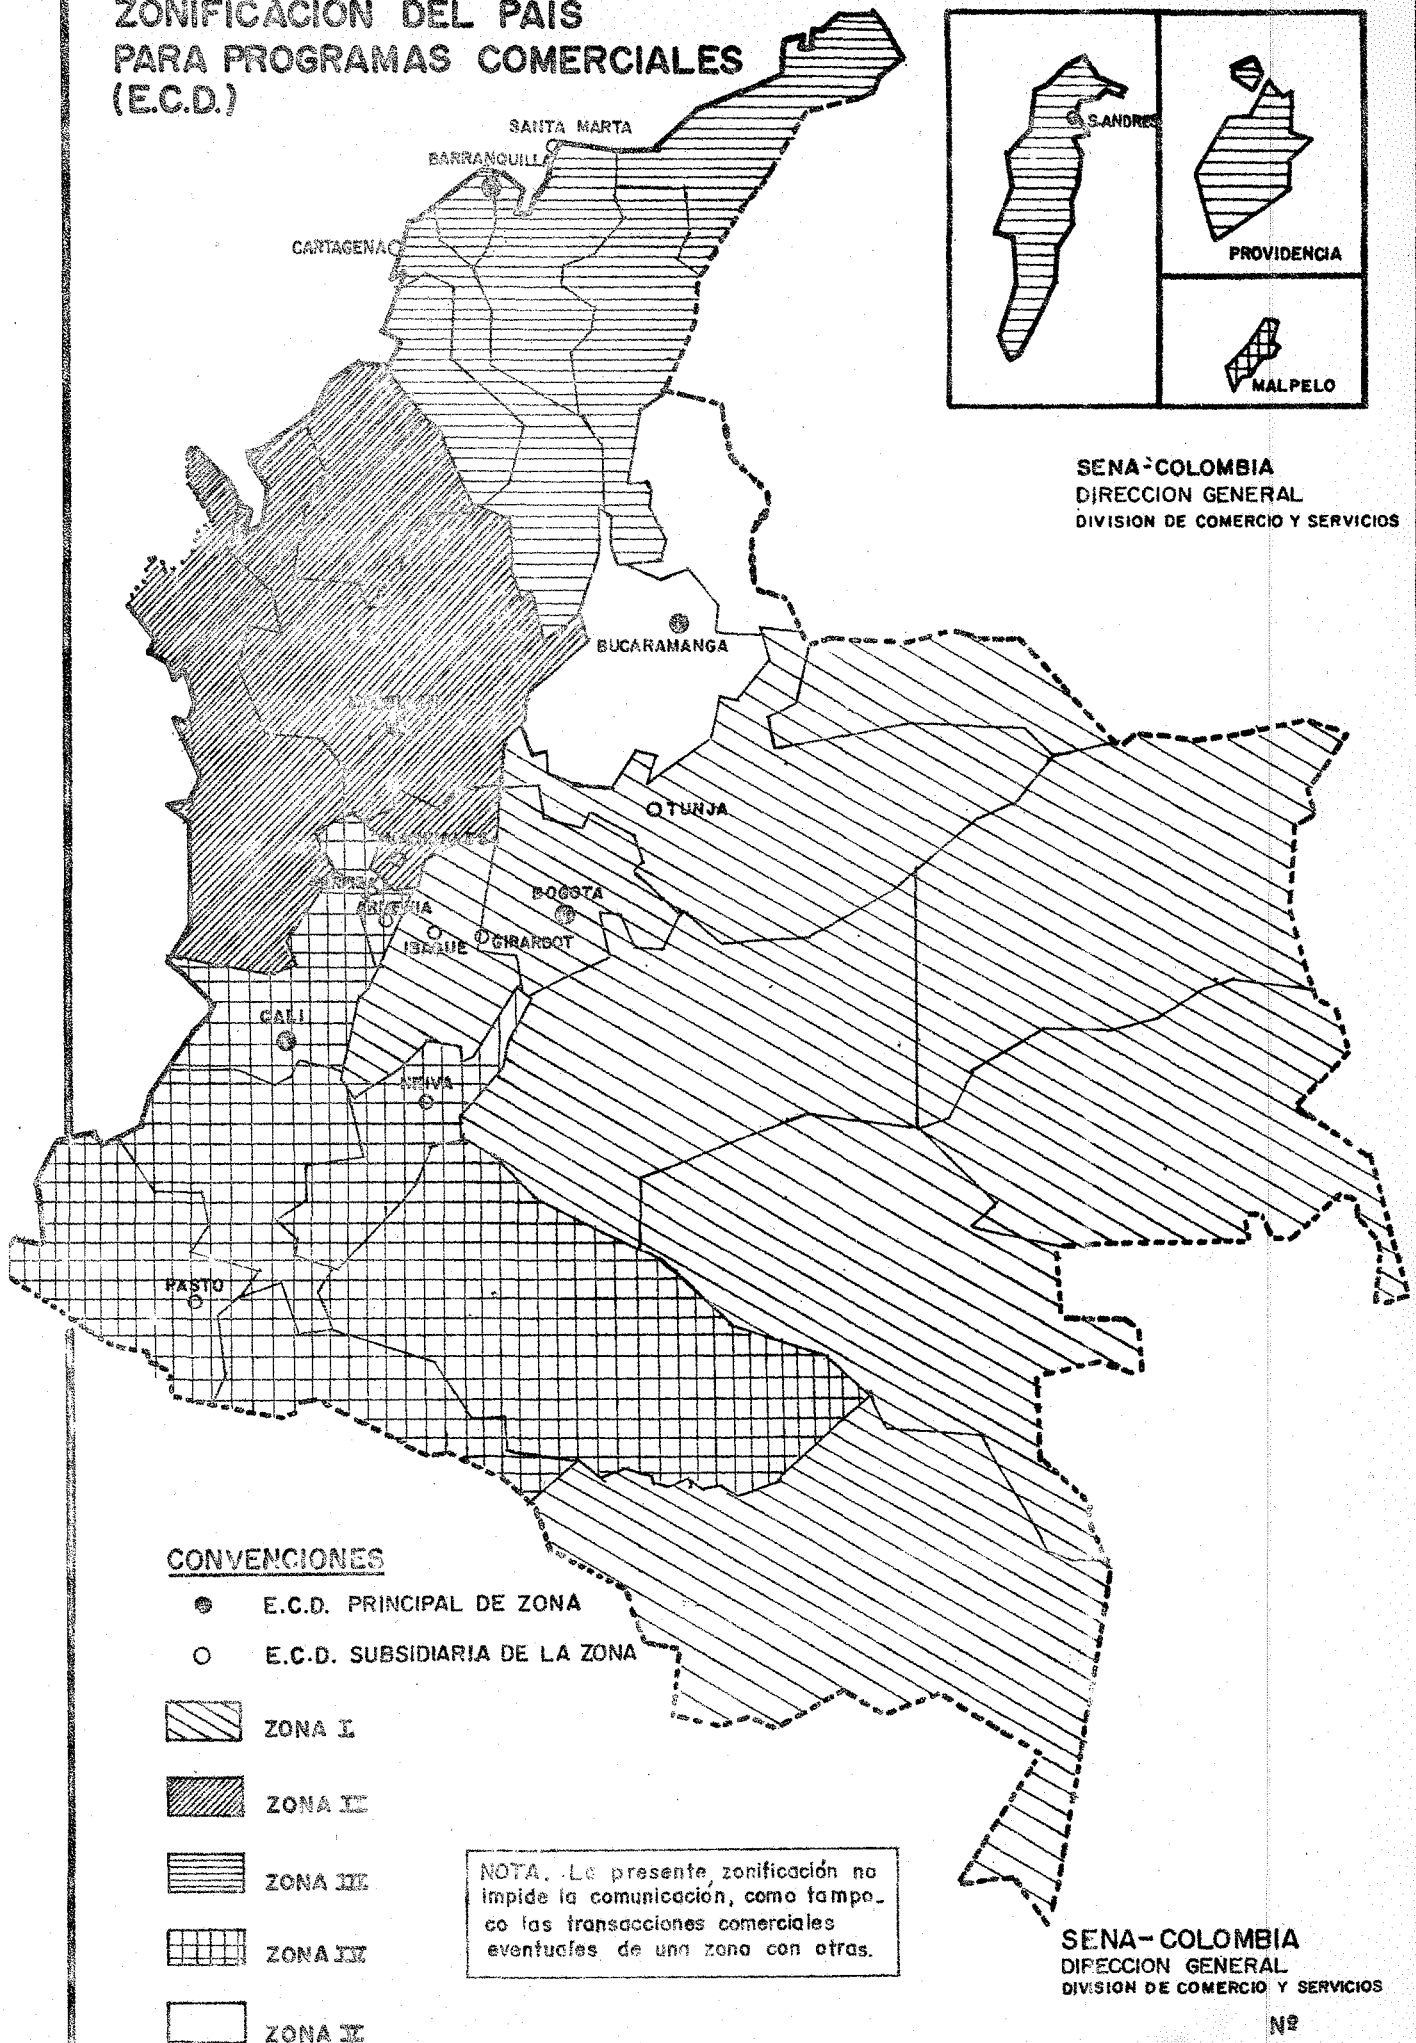 ZONIFICACION DEL PAIS
PARA PROGRAMAS COMERCIALES
(E.C.D.)
SANTA MARTA
BARRANQUILLA
CARTAGENA
S.ANDRES
PROVIDENCIA
MALPELO
SENA-COLOMBIA
DIRECCION GENERAL
DIVISION DE COMERCIO Y SERVICIOS
BUCARAMANGA
TUNJA
BOGOTA
ARMENIA
IBAGUE
GIRARDOT
CALI
NEIVA
PASTO
CONVENCIONES
E.C.D. PRINCIPAL DE ZONA
E.C.D. SUBSIDIARIA DE LA ZONA
ZONA I
ZONA II
ZONA III
ZONA IV
ZONA V
NOTA. La presente, zonificación no
impide la comunicación, como tampo_
co las transacciones comerciales
eventuales de una zona con otras.
SENA-COLOMBIA
DIRECCION GENERAL
DIVISION DE COMERCIO Y SERVICIOS
Nº